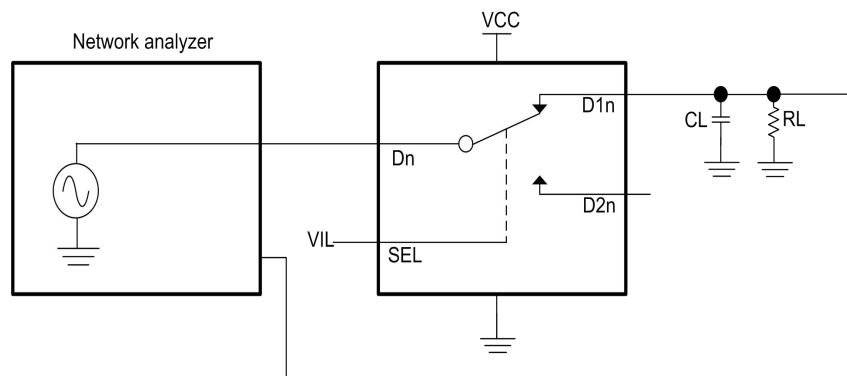 VCC
Network analyzer
D1n
CL
RL
Dn
D2n
VIL
SEL